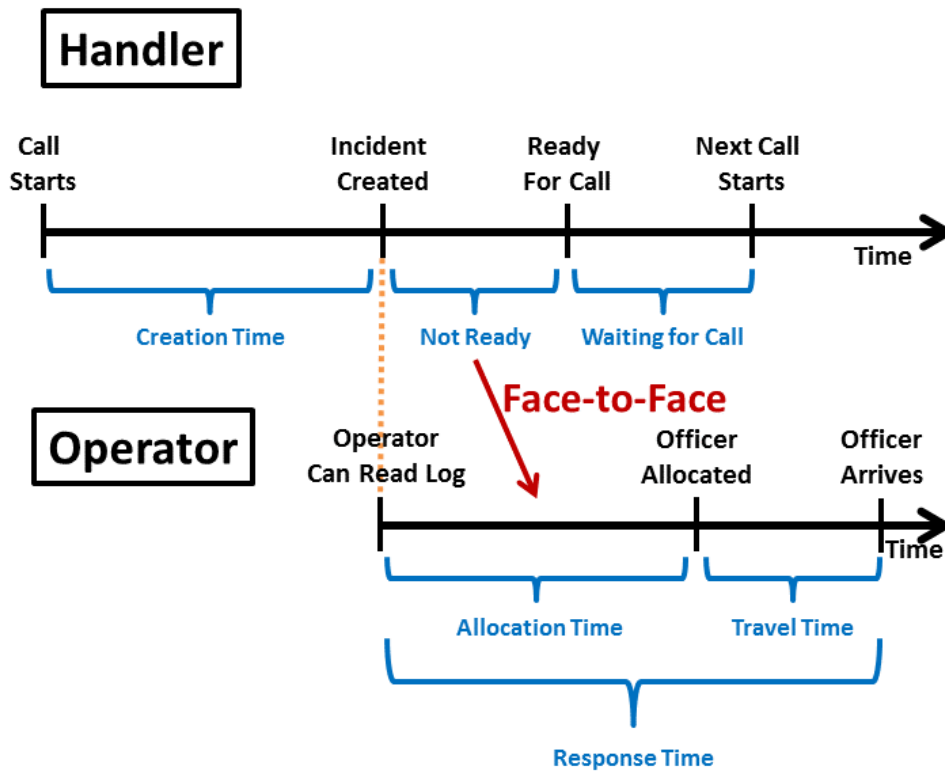 Handler
Call
Starts
Incident
Created
Ready
For Call
Next Call
Starts
Time
Creation Time
Not Ready
Waiting for Call
Face-to-Face
Operator
Operator
Can Read Log
Officer
Allocated
Officer
Arrives
Time
Allocation Time
Travel Time
Response Time